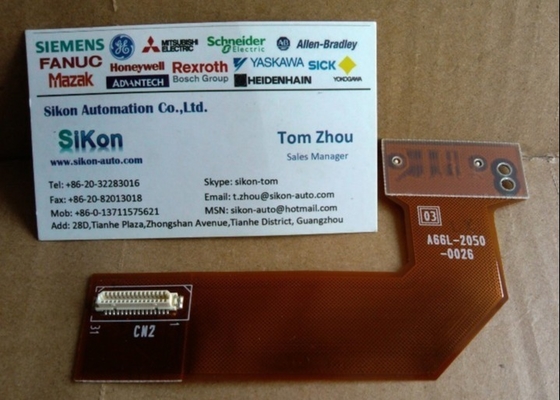 SIEMENS GE MITSUBISHI ELECTRIC Schneider Electric AB Allen-Bradley
FANUC Honeywell Rexroth Bosch Group YASKAWA SICK YOKOGAWA
Mazak ADVANTECH HEIDENHAIN
Sikon Automation Co.,Ltd.
SiKon
www.sikon-auto.com
Tom Zhou
Sales Manager
Tel: +86-20-32283016
Skype: sikon-tom
Fax: +86-20-82013018
Email: t.zhou@sikon-auto.com
Mob: +86-0-13711575621
MSN: sikon-auto@hotmail.com
Add: 28D,Tianhe Plaza,Zhongshan Avenue,Tianhe District, Guangzhou
03
A66L-2050
-0026
CN2
31
1